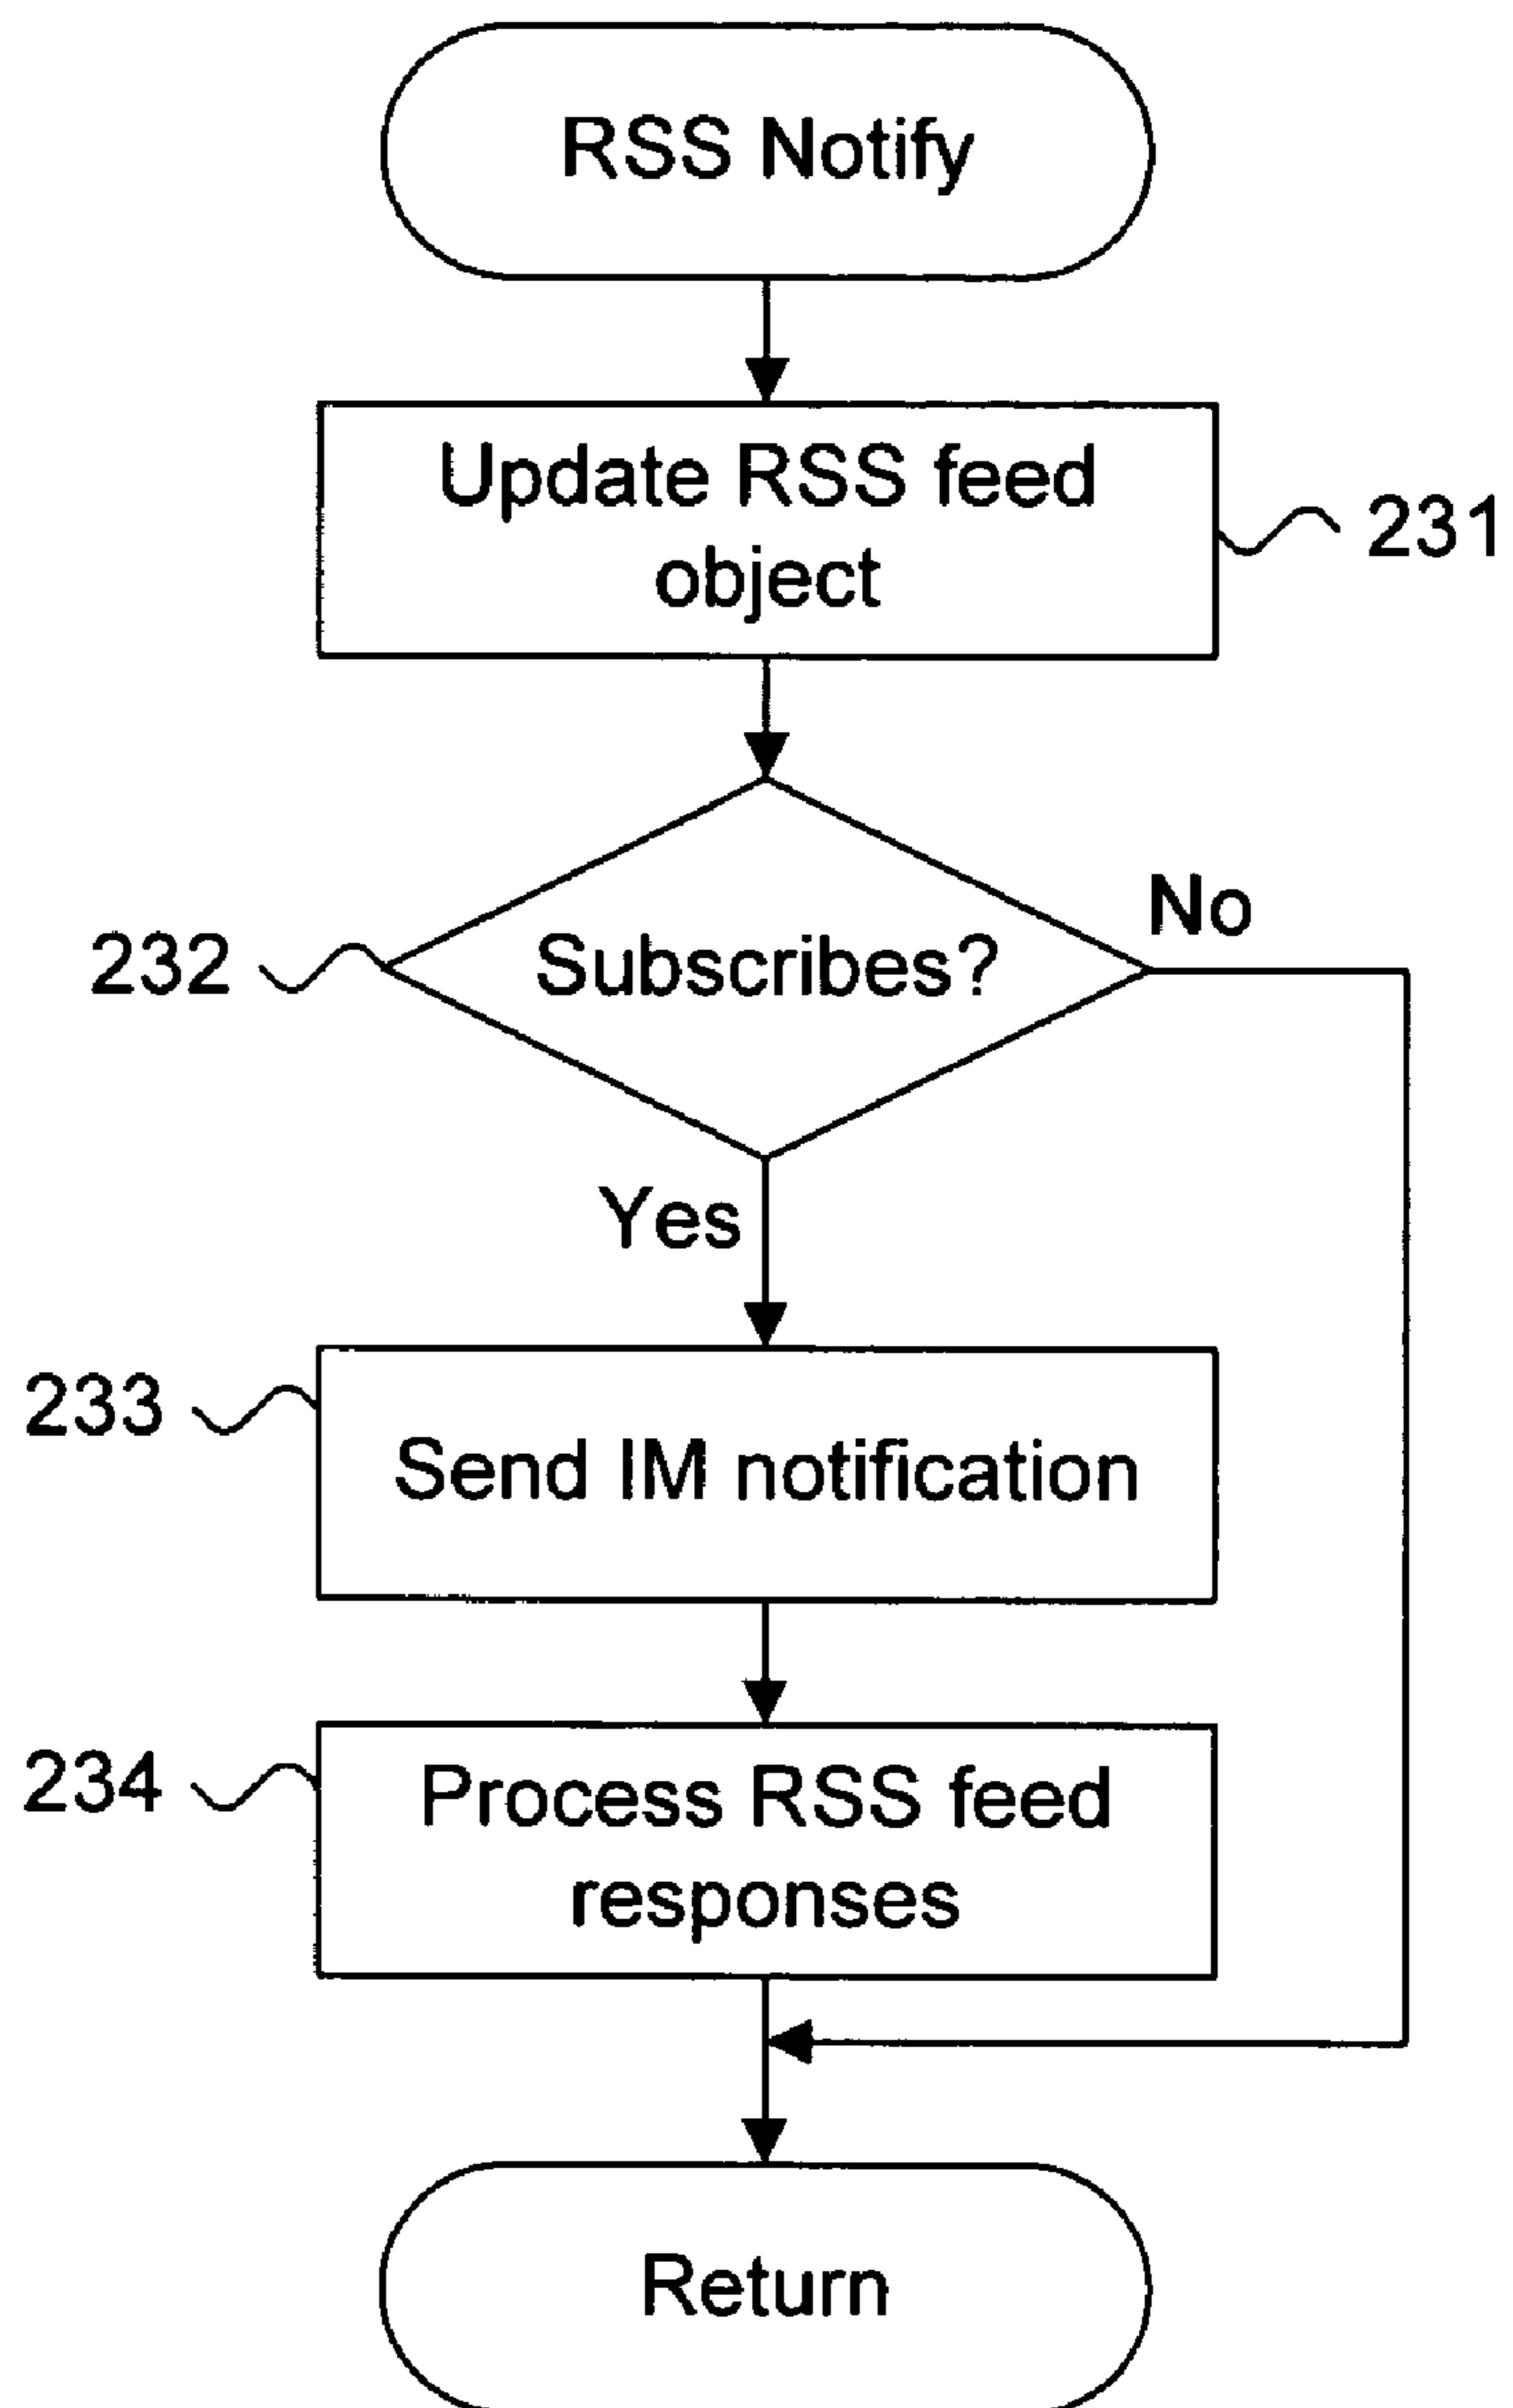 RSS Notify
Update RSS feed
object
231
232
Subscribes?
No
Yes
233
Send IM notification
234
Process RSS feed
responses
Return